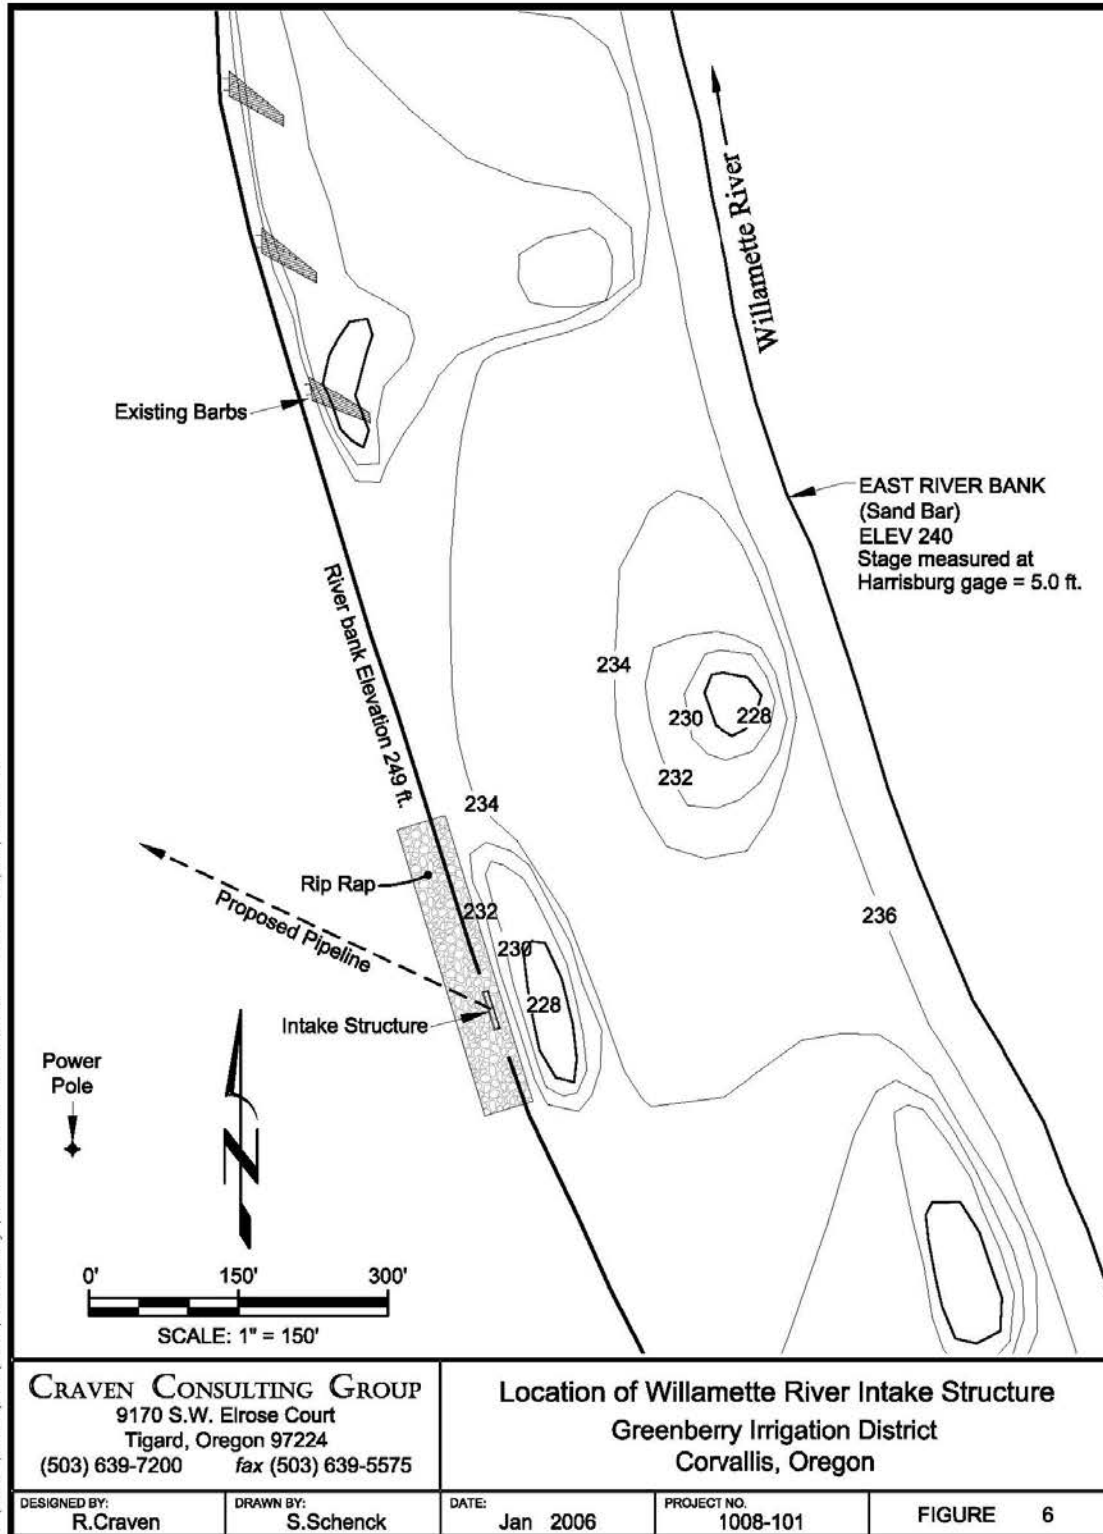 Willamette River
Existing Barbs
EAST RIVER BANK
(Sand Bar)
ELEV 240
Stage measured at
Harrisburg gage = 5.0 ft.
River bank Elevation 249 ft.
234
230
228
232
234
Rip Rap
232
236
Proposed Pipeline
230
228
Intake Structure
Power
Pole
N
0'
150'
300'
SCALE: 1" = 150'
CRAVEN CONSULTING GROUP
9170 S.W. Elrose Court
Tigard, Oregon 97224
(503) 639-7200 fax (503) 639-5575
Location of Willamette River Intake Structure
Greenberry Irrigation District
Corvallis, Oregon
DESIGNED BY:
R.Craven
DRAWN BY:
S.Schenck
DATE:
Jan 2006
PROJECT NO.
1008-101
FIGURE 6